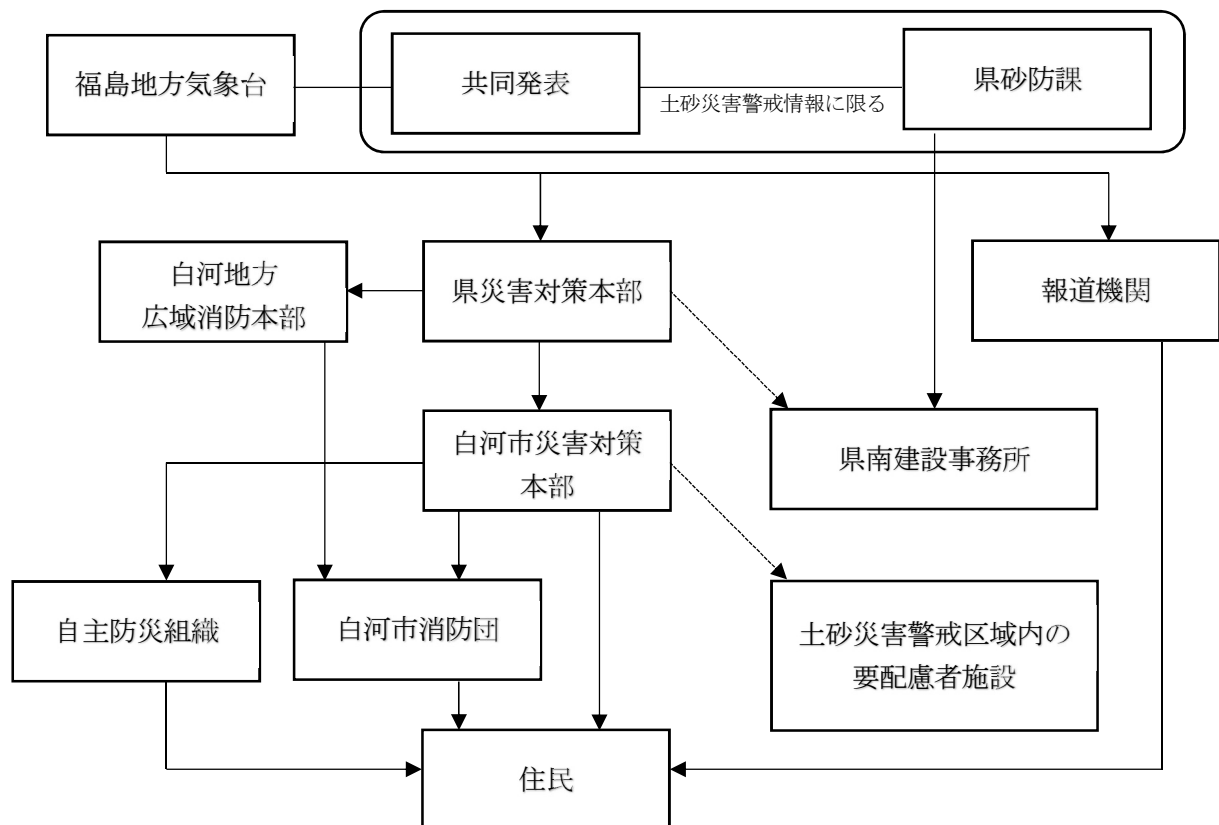 福島地方気象台
共同発表
土砂災害警戒情報に限る
県砂防課
白河地方
広域消防本部
県災害対策本部
報道機関
白河市災害対策
本部
県南建設事務所
自主防災組織
白河市消防団
土砂災害警戒区域内の
要配慮者施設
住民